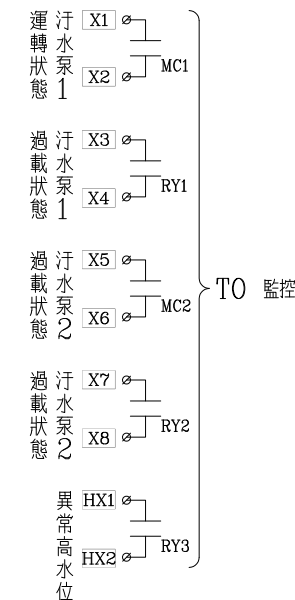 汙水泵1
運轉狀態
X1
X2
MC1
汙水泵1
過載狀態
X3
X4
RY1
汙水泵2
過載狀態
X5
X6
MC2
汙水泵2
過載狀態
X7
X8
RY2
異常高水位
HX1
HX2
RY3
TO 監控